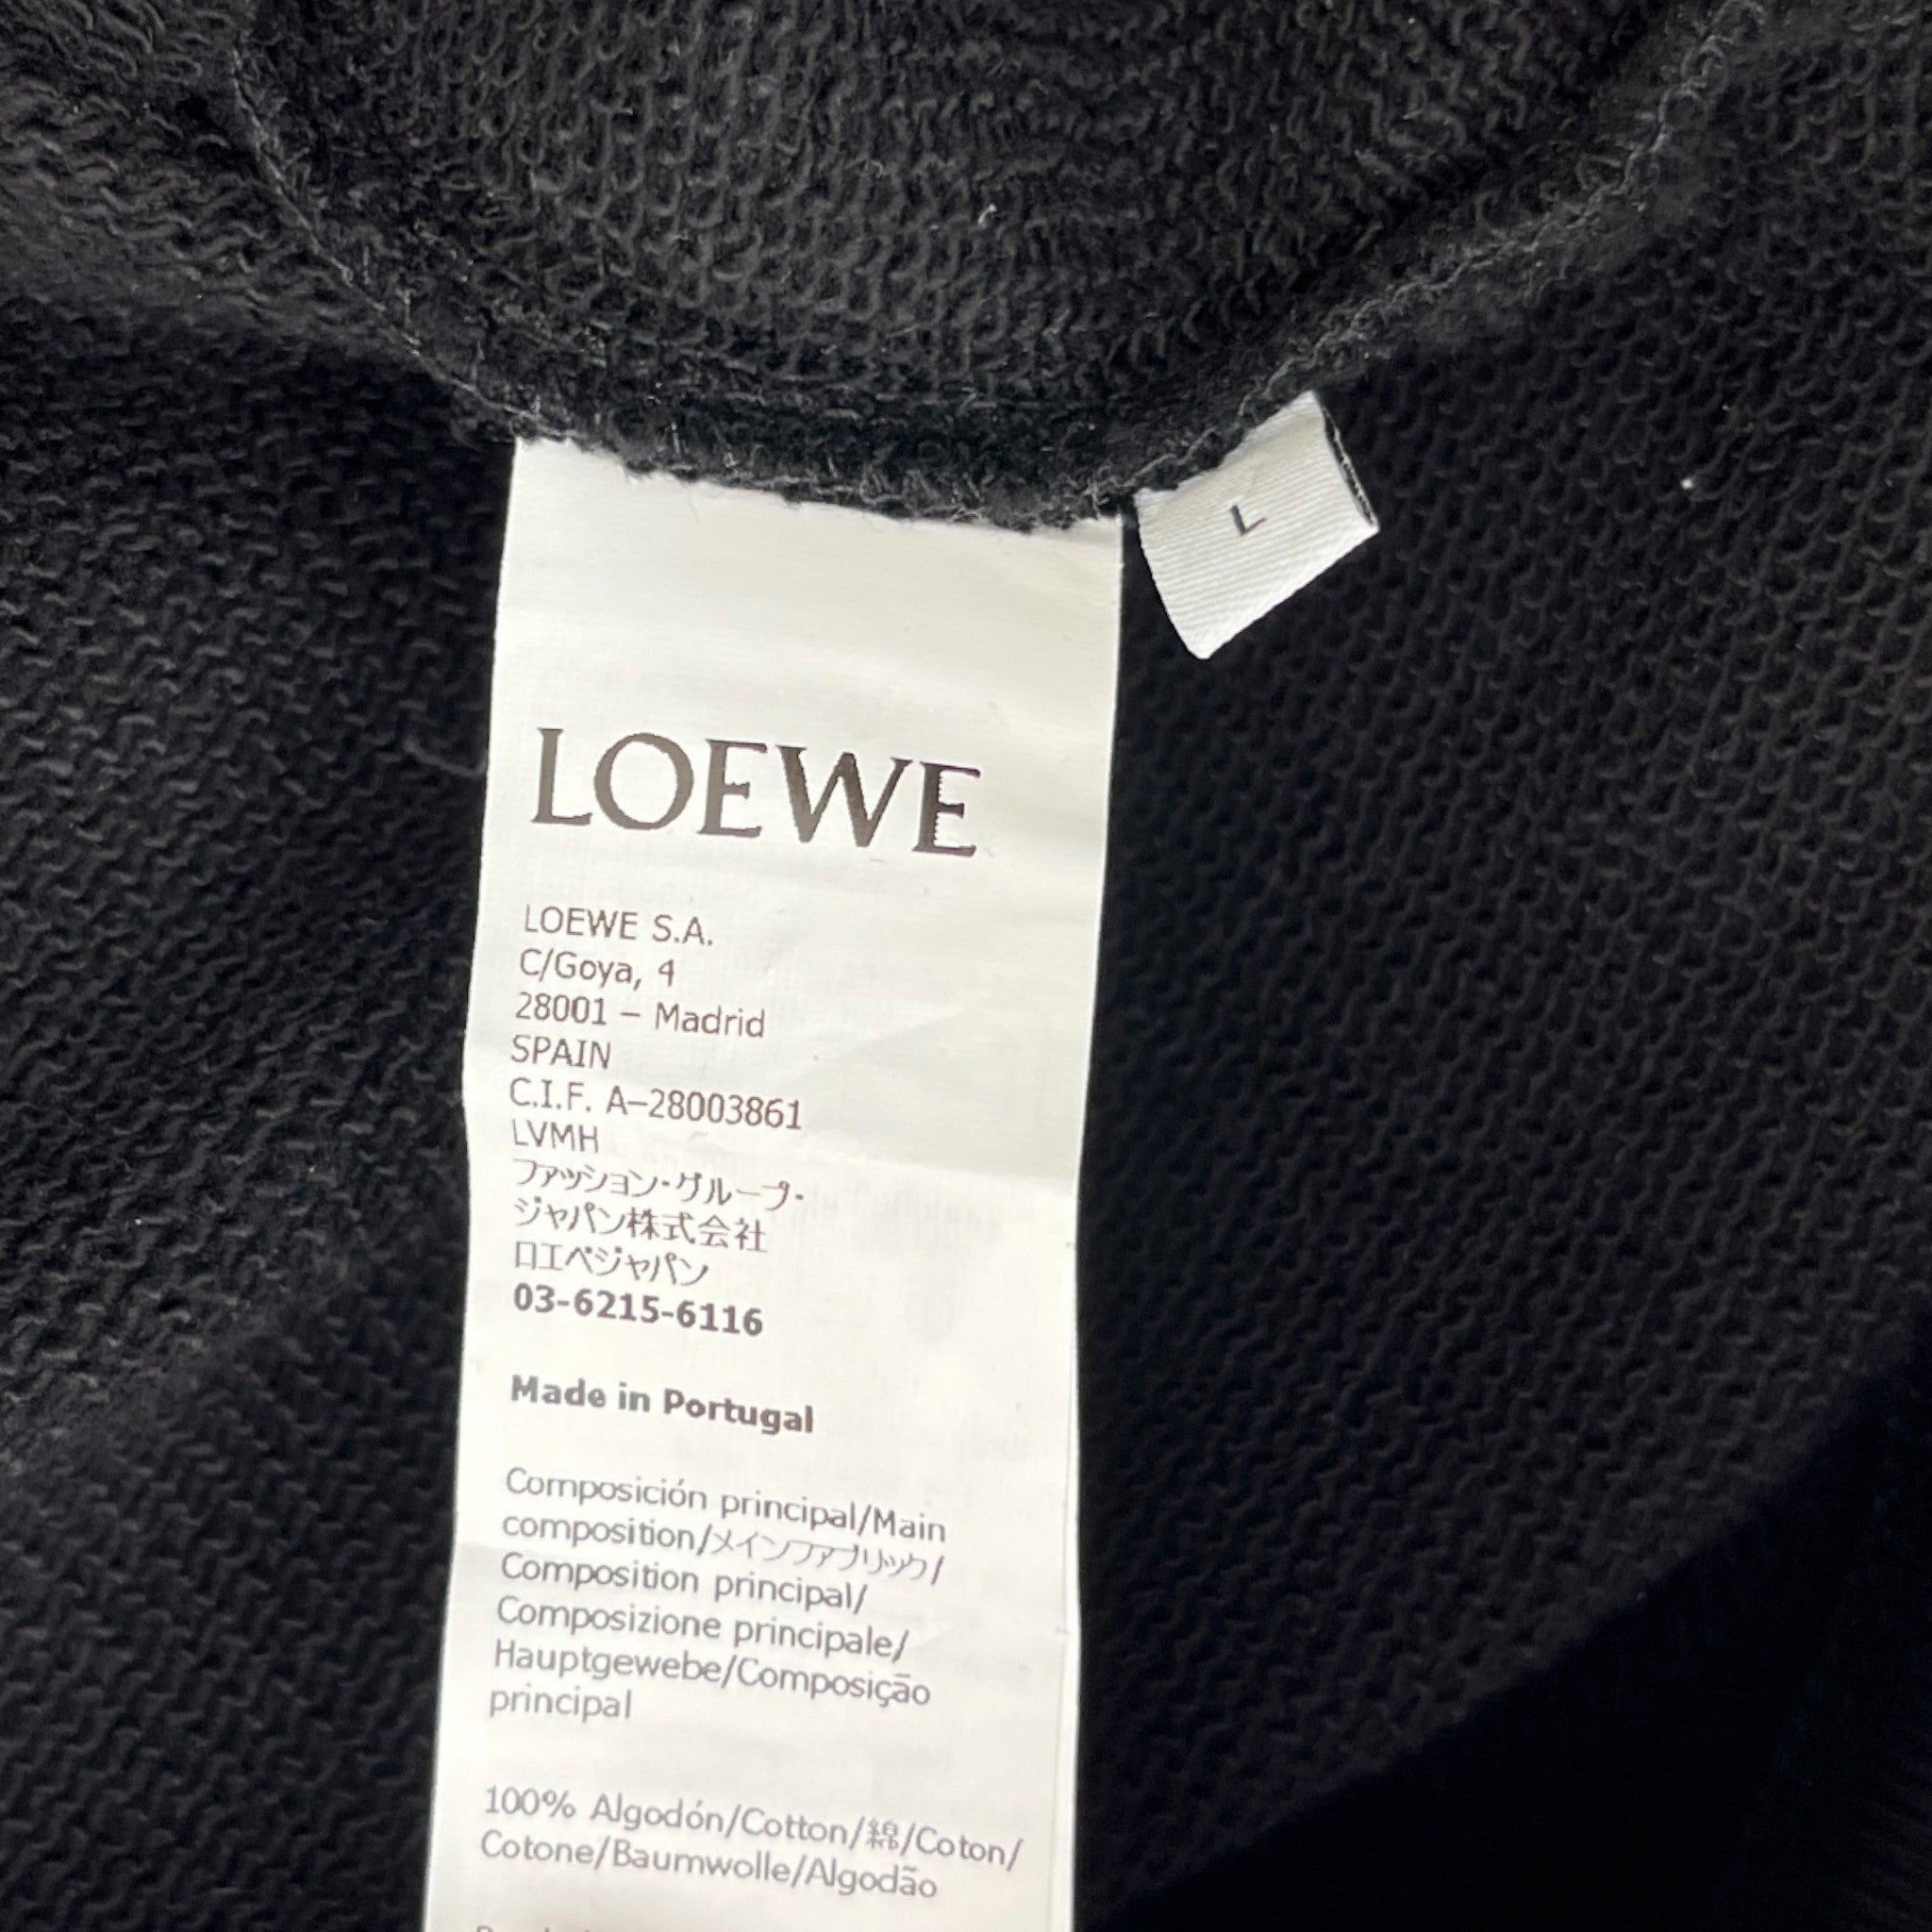 L
LOEWE
LOEWE S.A.
C/Goya, 4
28001 – Madrid
SPAIN
C.I.F. A–28003861
LVMH
ファッション・グループ・
ジャパン株式会社
ロエベジャパン
03-6215-6116
Made in Portugal
Composición principal/Main
composition/メインファブリック/
Composition principal/
Composizione principale/
Hauptgewebe/Composição
principal
100% Algodón/Cotton/綿/Coton/
Cotone/Baumwolle/Algodão